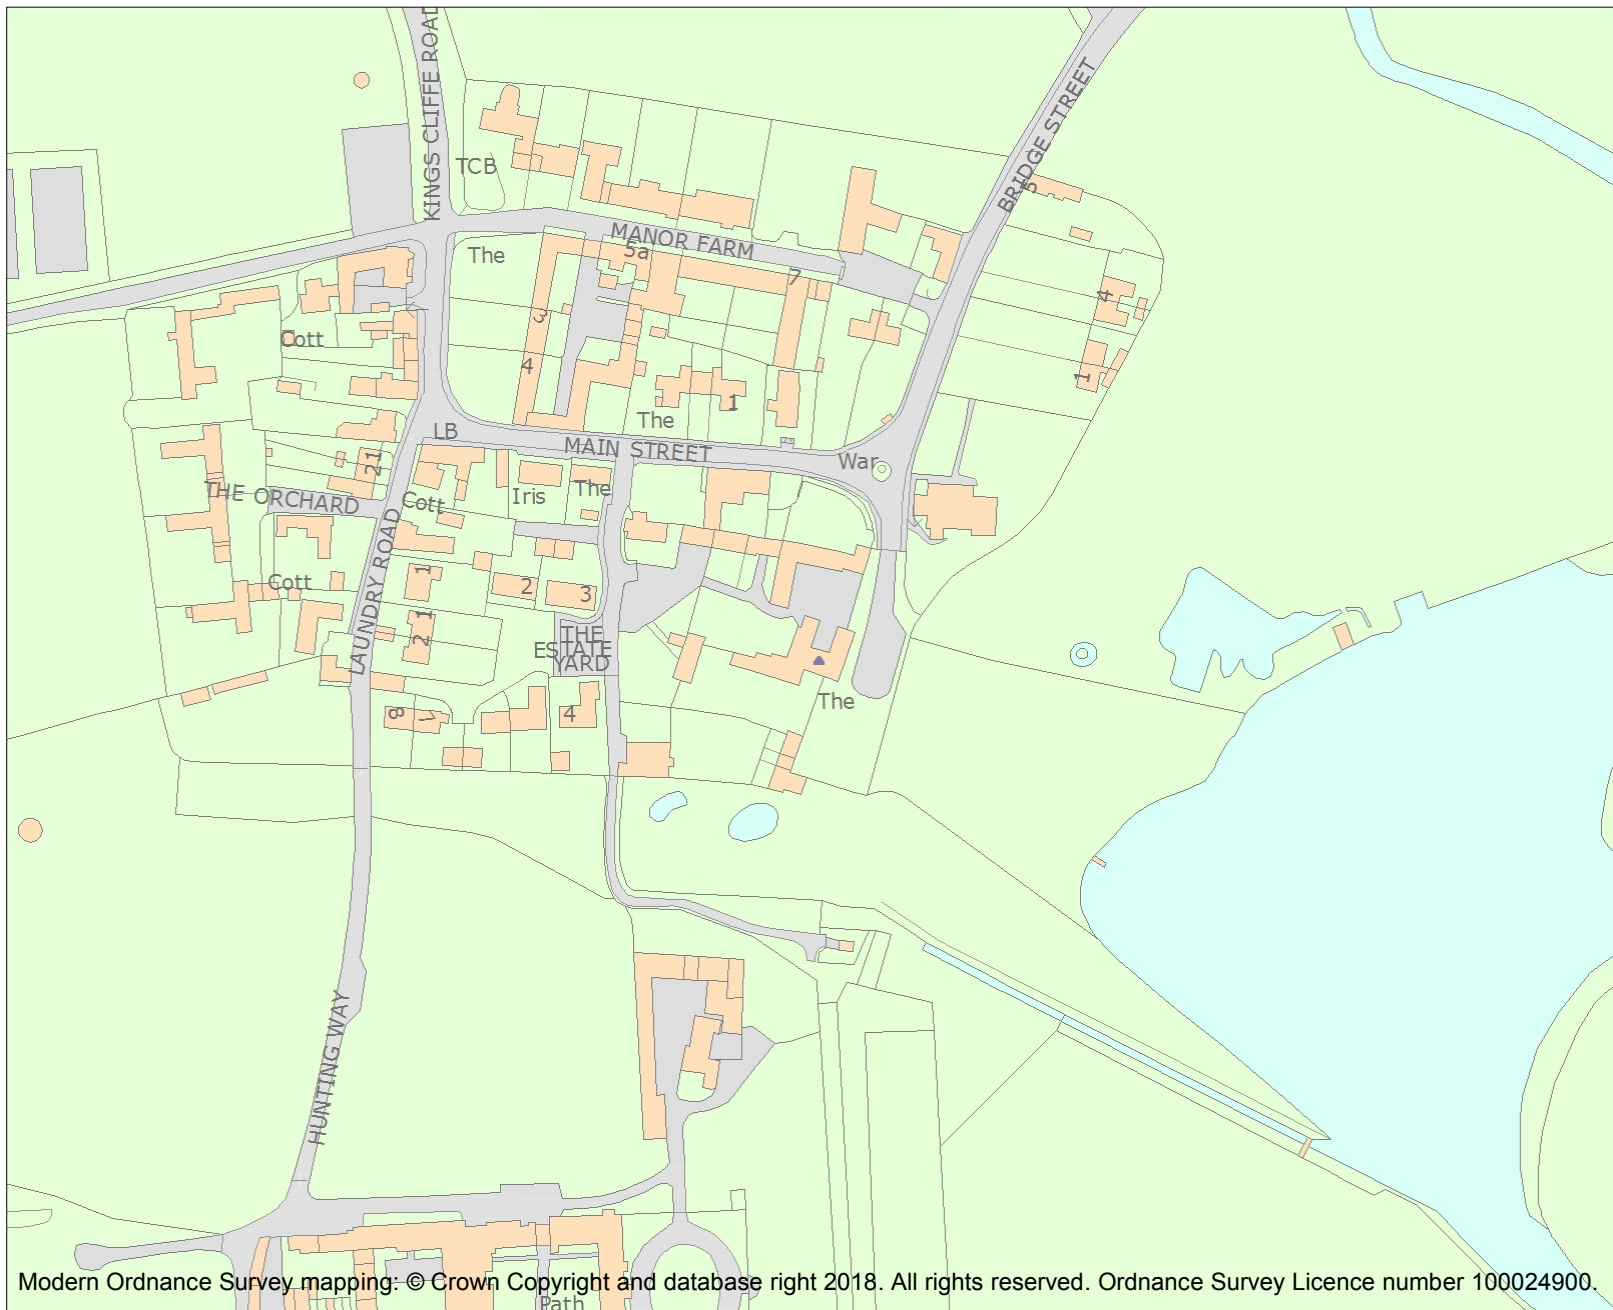 KINGS CLIFFE ROAD
BRIDGE STREET
TCB
5
MANOR FARM
The
5a
7
4
3
Cott
4
1
1
The
LB
MAIN STREET
War
21
THE ORCHARD
Cott
Iris
The
LAUNDRY ROAD
Cott
1
2
3
1
2
THE
ESTATE
YARD
The
8
7
4
HUNTING WAY
Modern Ordnance Survey mapping: © Crown Copyright and database right 2018. All rights reserved. Ordnance Survey Licence number 100024900.
Path